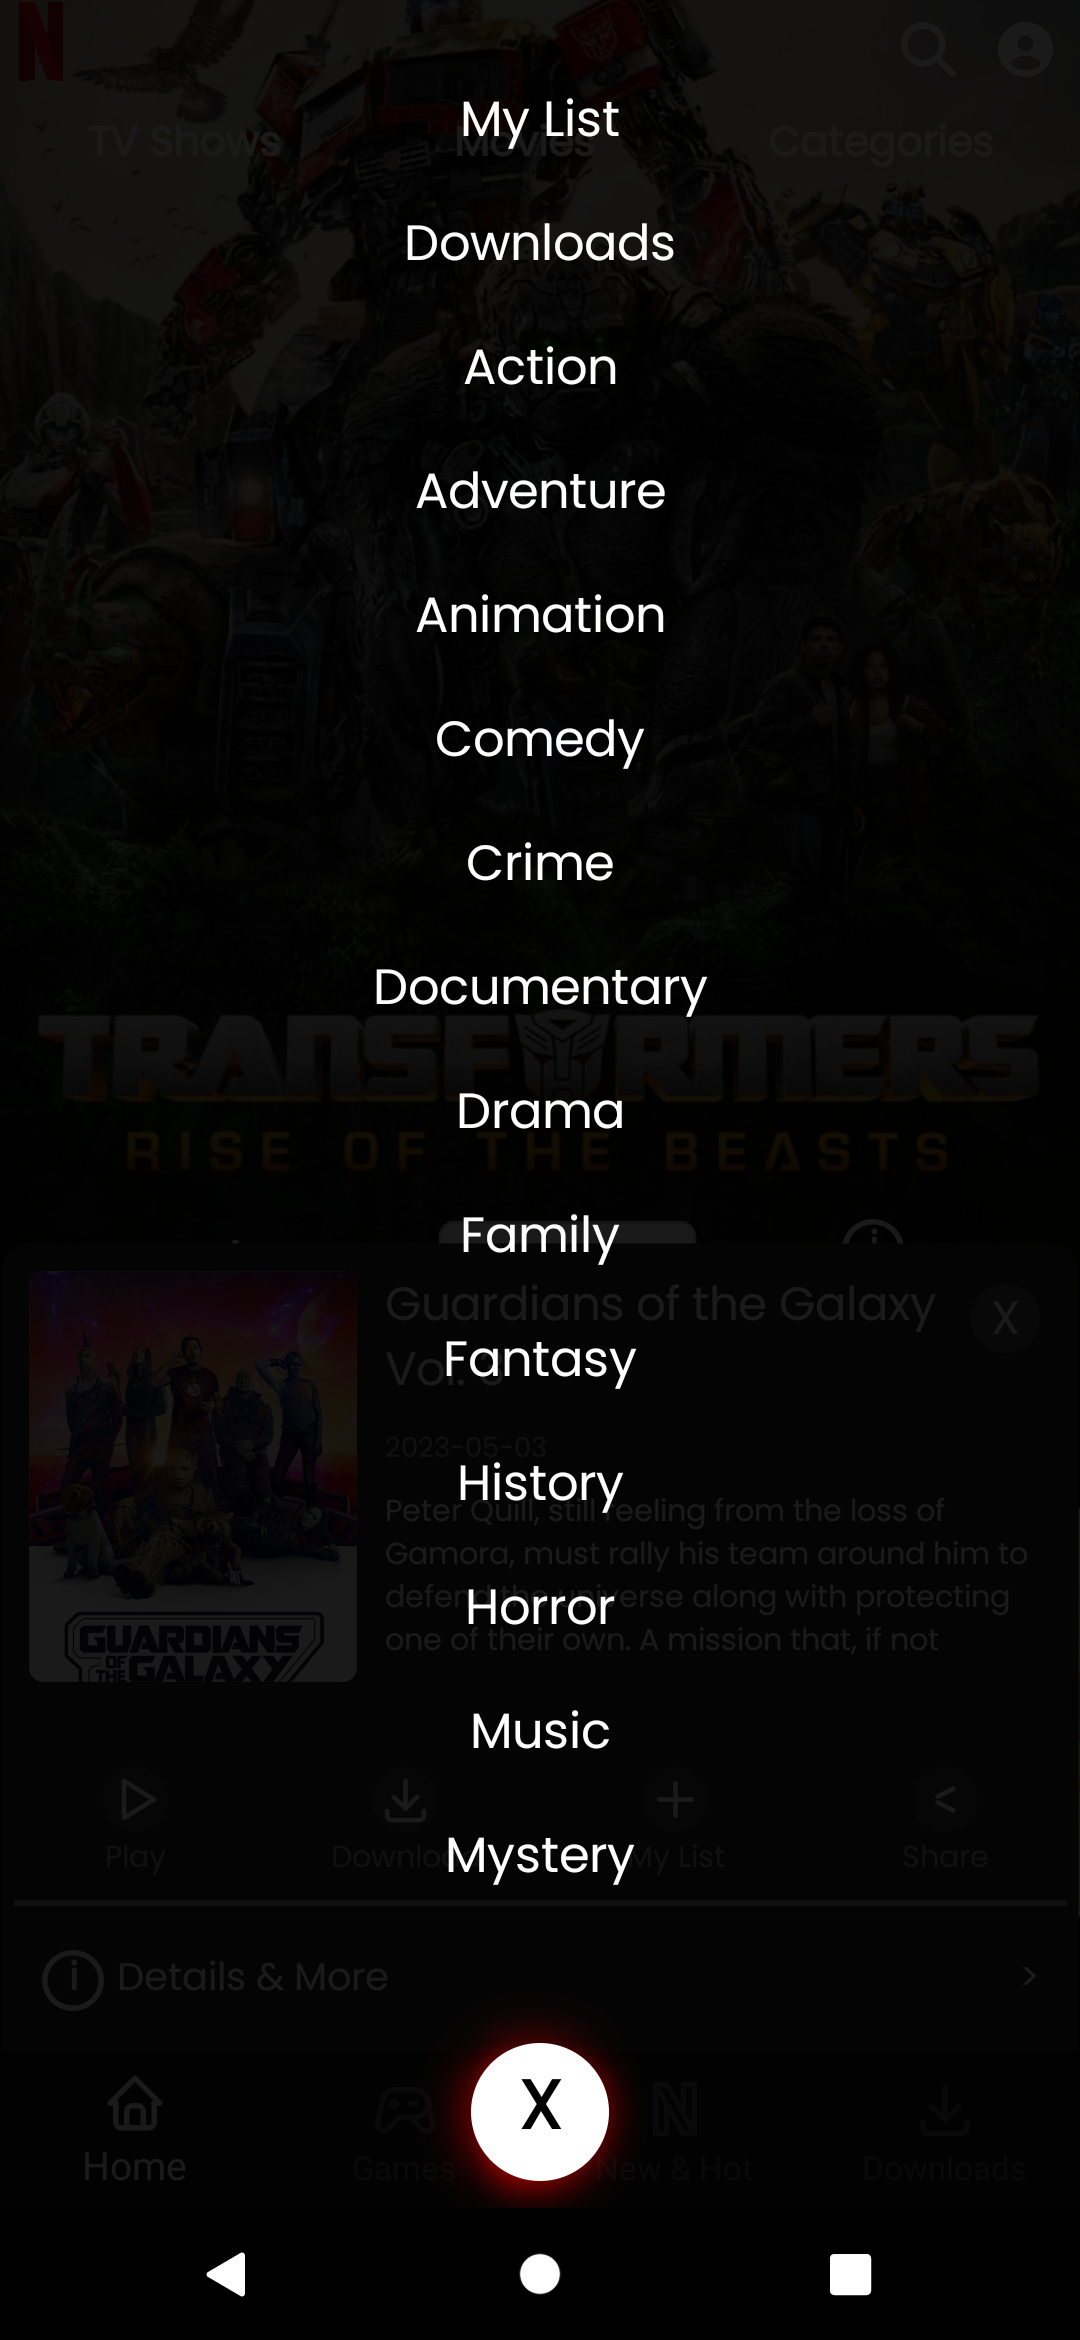 N
My List
TV Shows
Movies
Categories
Downloads
Action
Adventure
Animation
Comedy
Crime
Documentary
TRANSFORMERS
Drama
RISE OF THE BEASTS
Family
Guardians of the Galaxy
Vol. 3
X
Fantasy
2023-05-03
History
Peter Quill, still reeling from the loss of
Gamora, must rally his team around him to
defend the universe along with protecting
one of their own. A mission that, if not
Horror
GUARDIANS
OF
THE
GALAXY
Music
Play
Download
My List
Share
Mystery
Details & More
X
Home
Games
New & Hot
Downloads